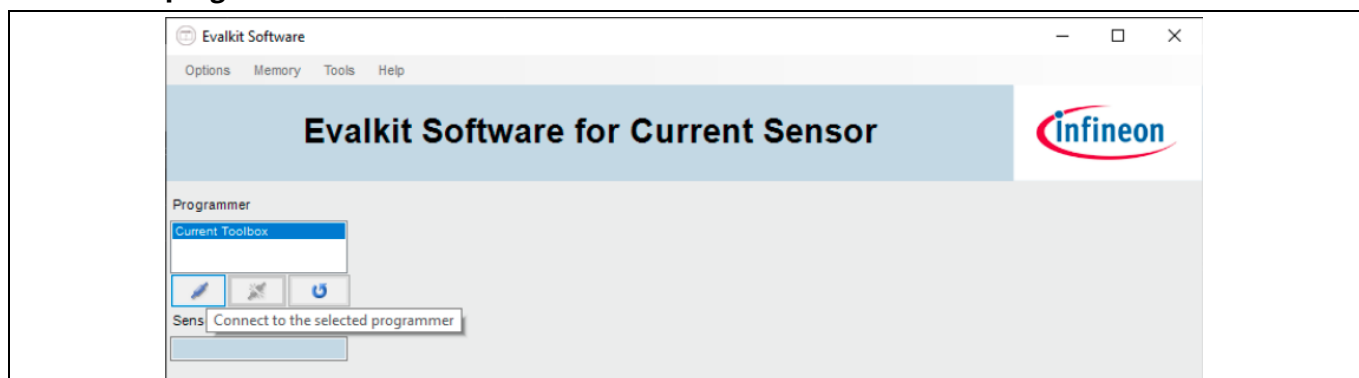 Evalkit Software
Options Memory Tools Help
Evalkit Software for Current Sensor
infineon
Programmer
Current Toolbox
Sens
Connect to the selected programmer